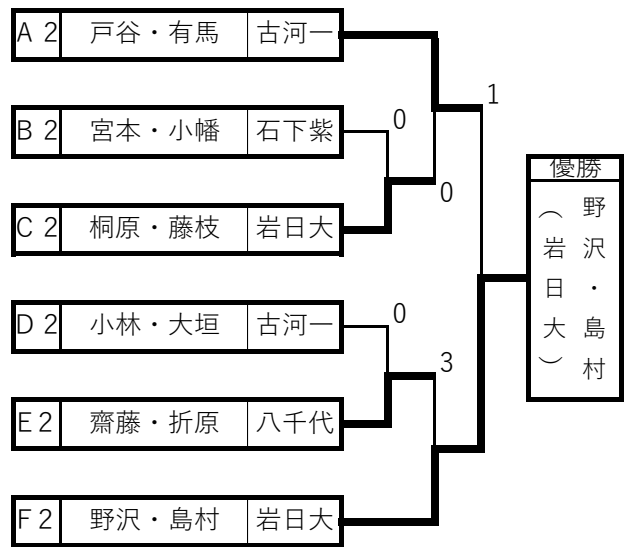 A 2 戸谷・有馬 古河一
1
B 2 宮本・小幡 石下紫
0
0
C 2 桐原・藤枝 岩日大
D 2 小林・大垣 古河一
0
3
E 2 齋藤・折原 八千代
F 2 野沢・島村 岩日大
優勝
野沢・島村
（岩日大）